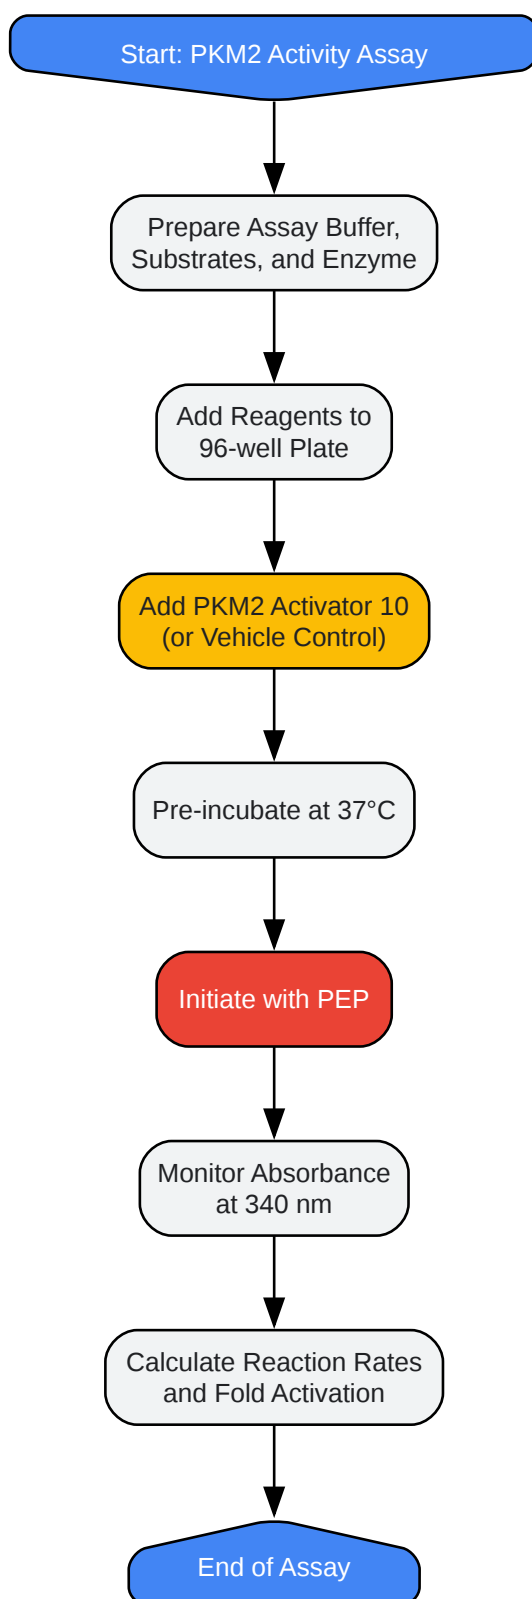 Start: PKM2 Activity Assay
Prepare Assay Buffer,
Substrates, and Enzyme
Add Reagents to
96-well Plate
Add PKM2 Activator 10
(or Vehicle Control)
Pre-incubate at 37°C
Initiate with PEP
Monitor Absorbance
at 340 nm
Calculate Reaction Rates
and Fold Activation
End of Assay